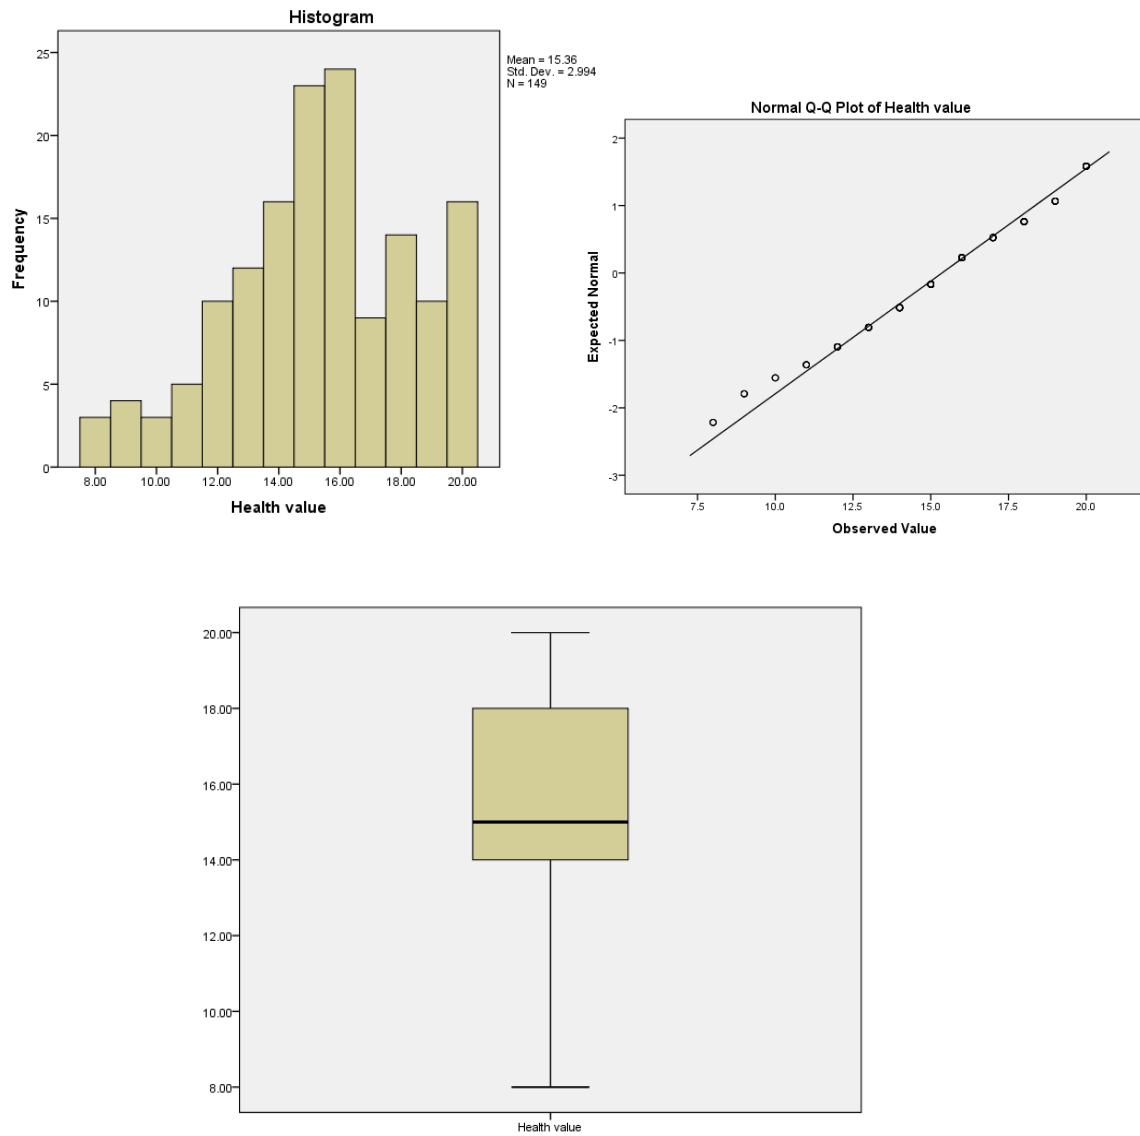 Histogram
Mean = 15.36
Std. Dev. = 2.994
N = 149
25
20
15
10
5
0
Frequency
8.00 10.00 12.00 14.00 16.00 18.00 20.00
Health value
Normal Q-Q Plot of Health value
2
1
0
-1
-2
-3
Expected Normal
7.5 10.0 12.5 15.0 17.5 20.0
Observed Value
20.00
18.00
16.00
14.00
12.00
10.00
8.00
Health value